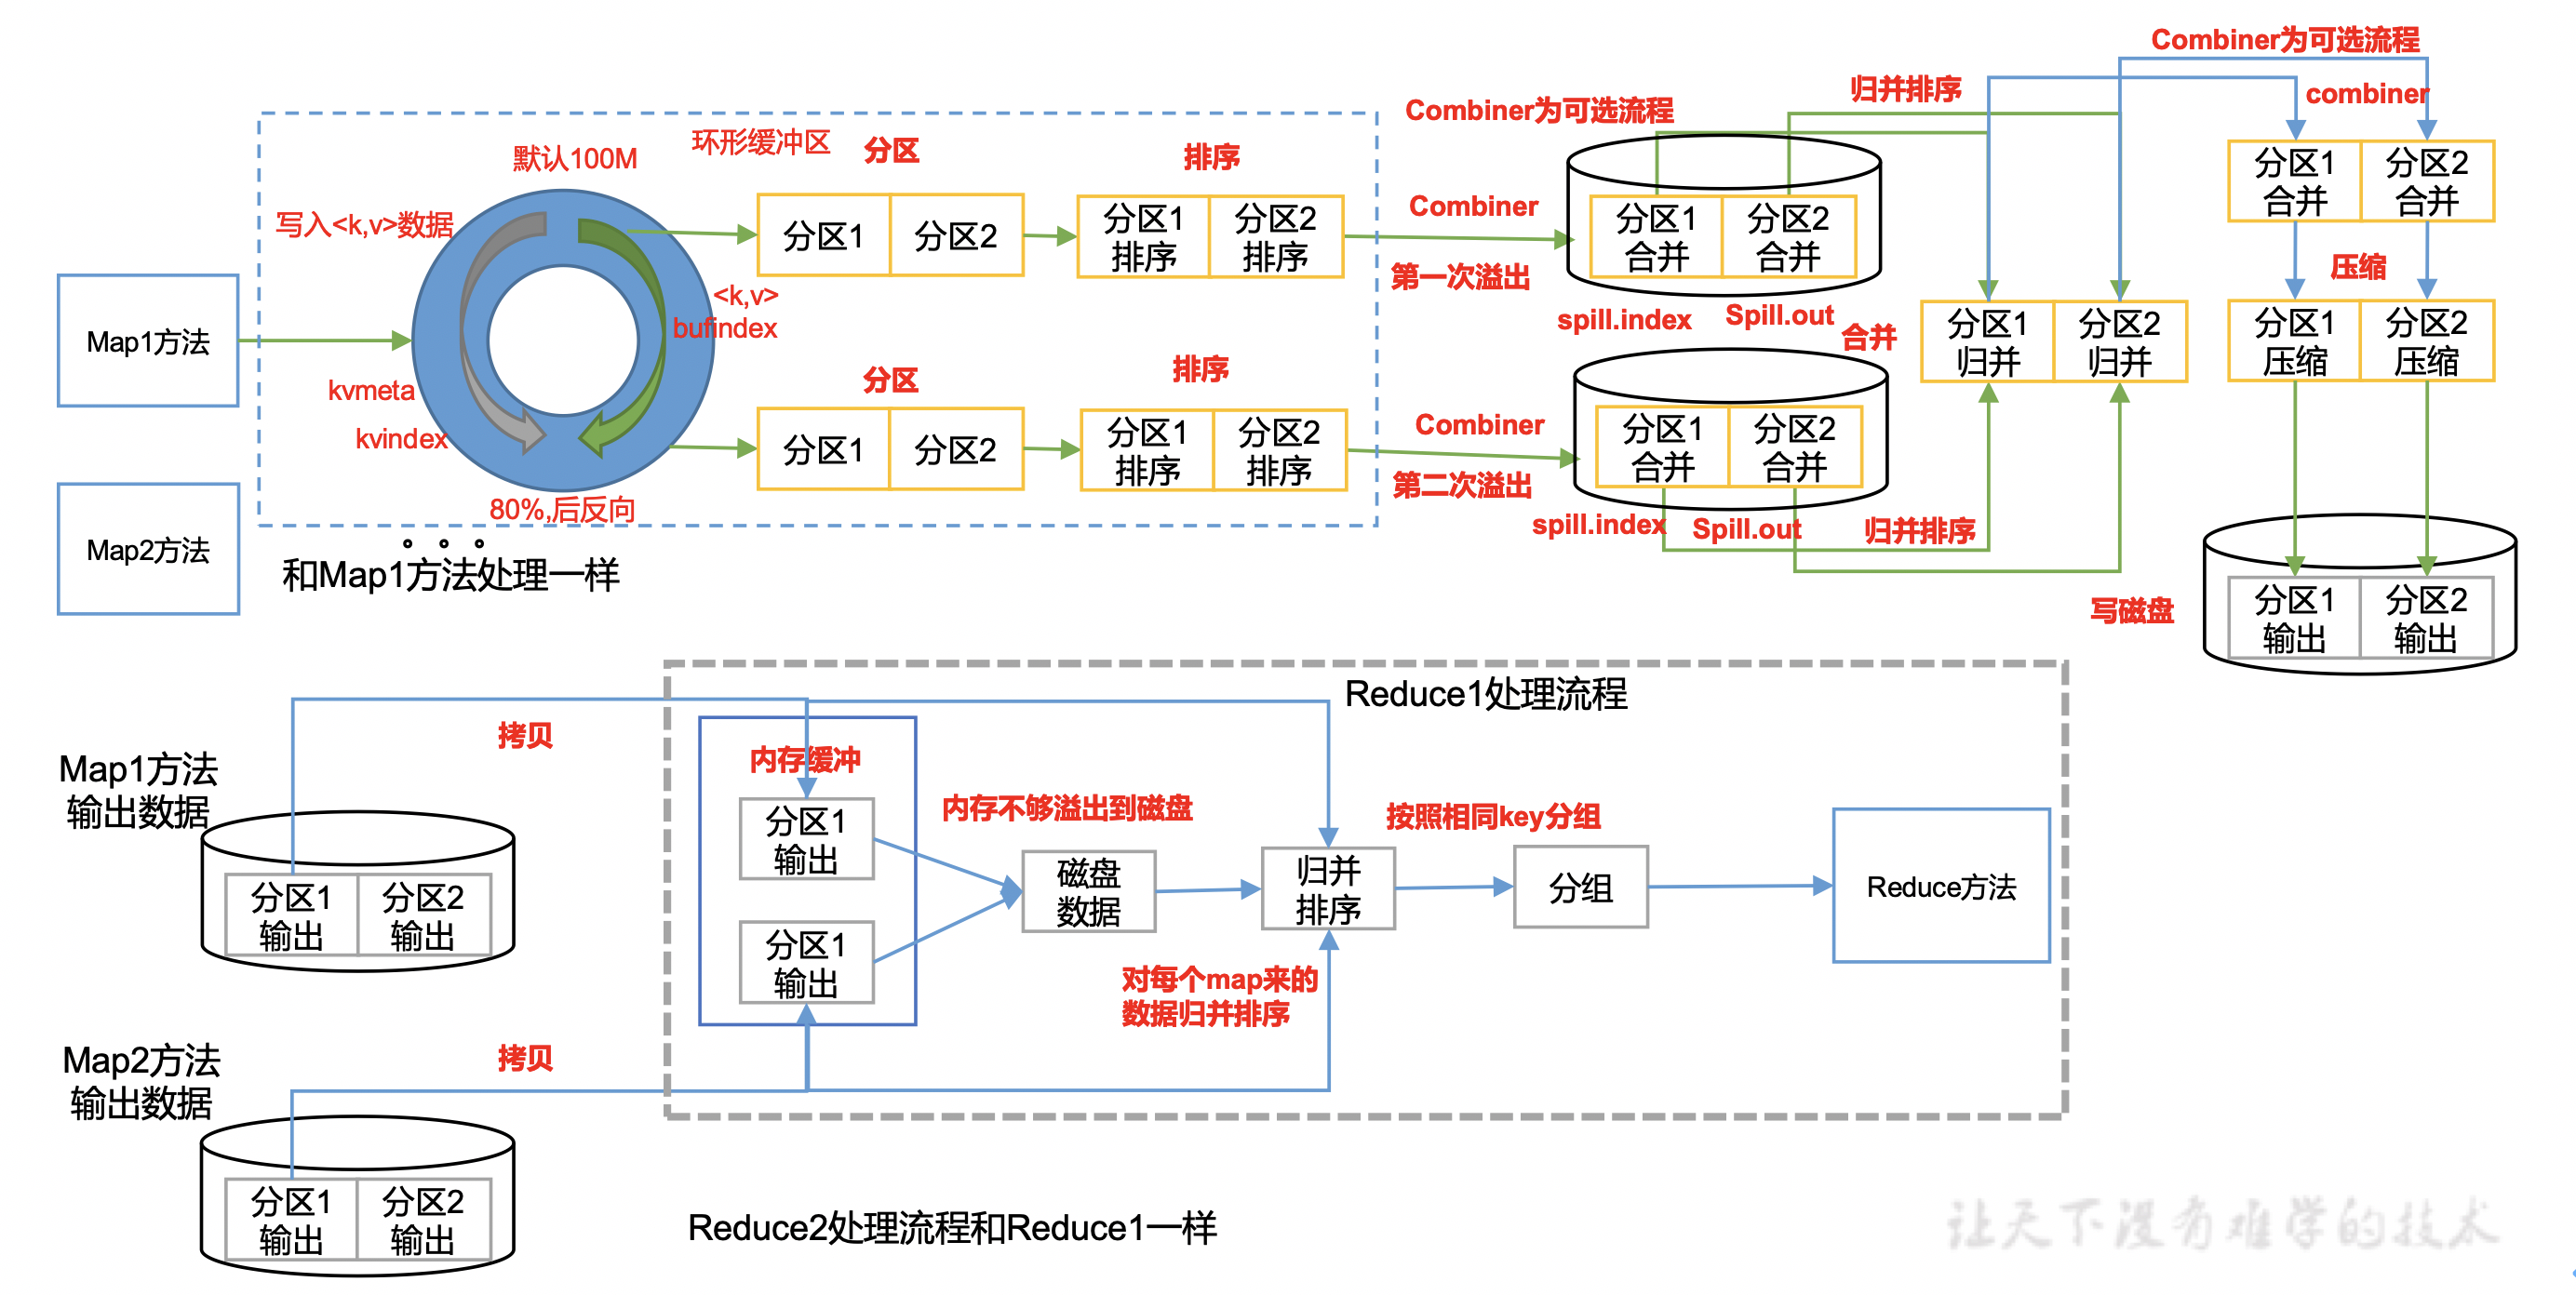 Combiner为可选流程
归并排序
combiner
Combiner为可选流程
环形缓冲区
分区
排序
默认100M
分区1
合并
分区2
合并
写入<k,v>数据
分区1
分区2
分区1
排序
分区2
排序
Combiner
分区1
合并
分区2
合并
第一次溢出
压缩
<k,v>
bufindex
spill.index
Spill.out
合并
分区1
归并
分区2
归并
分区1
压缩
分区2
压缩
Map1方法
kvmeta
kvindex
分区
排序
分区1
分区2
分区1
排序
分区2
排序
Combiner
分区1
合并
分区2
合并
第二次溢出
80%,后反向
spill.index
Spill.out
归并排序
Map2方法
和Map1方法处理一样
写磁盘
分区1
输出
分区2
输出
Reduce1处理流程
拷贝
Map1方法
输出数据
内存缓冲
内存不够溢出到磁盘
按照相同key分组
分区1
输出
分区1
输出
分区2
输出
磁盘
数据
归并
排序
分组
Reduce方法
分区1
输出
对每个map来的
数据归并排序
拷贝
Map2方法
输出数据
分区1
输出
分区2
输出
Reduce2处理流程和Reduce1一样
让天下没有难学的技术